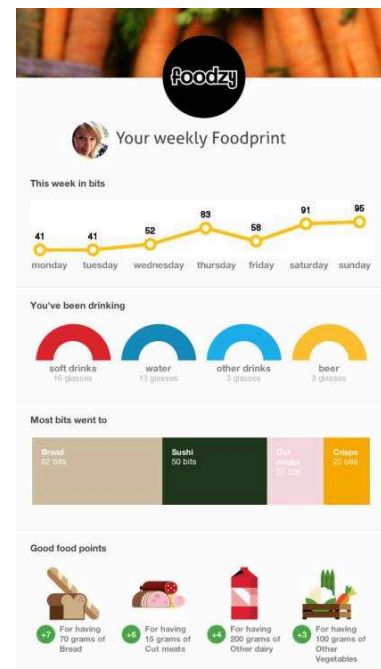 foodzy
Your weekly Foodprint
This week in bits
41 41 52 83 58 91 95
monday tuesday wednesday thursday friday saturday sunday
You've been drinking
soft drinks water other drinks beer
16 glasses 13 glasses 3 glasses 3 glasses
Most bits went to
Bread Sushi Cut meats Crisps
62 bits 50 bits 27 bits 22 bits
Good food points
+7 For having 70 grams of Bread
+6 For having 15 grams of Cut meats
+4 For having 200 grams of Other dairy
+3 For having 100 grams of Other Vegetables